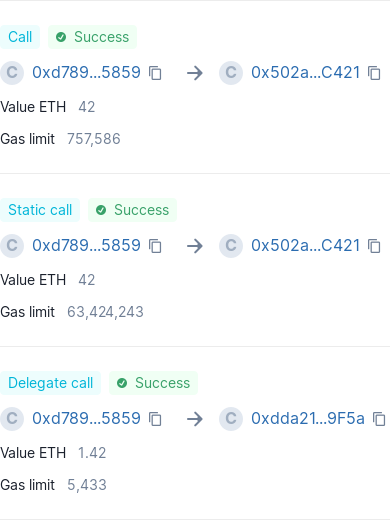 Call Success
C 0xd789...5859 → C 0x502a...C421
Value ETH 42
Gas limit 757,586
Static call Success
C 0xd789...5859 → C 0x502a...C421
Value ETH 42
Gas limit 63,424,243
Delegate call Success
C 0xd789...5859 → C 0xdda21...9F5a
Value ETH 1.42
Gas limit 5,433